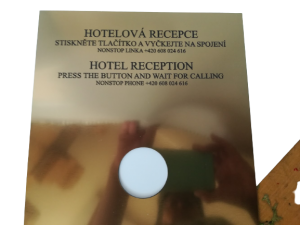 HOTELOVÁ RECEPCE
STISKNĚTE TLAČÍTKO A VYČKEJTE NA SPOJENÍ
NONSTOP LINKA +420 608 024 616
HOTEL RECEPTION
PRESS THE BUTTON AND WAIT FOR CALLING
NONSTOP PHONE +420 608 024 616